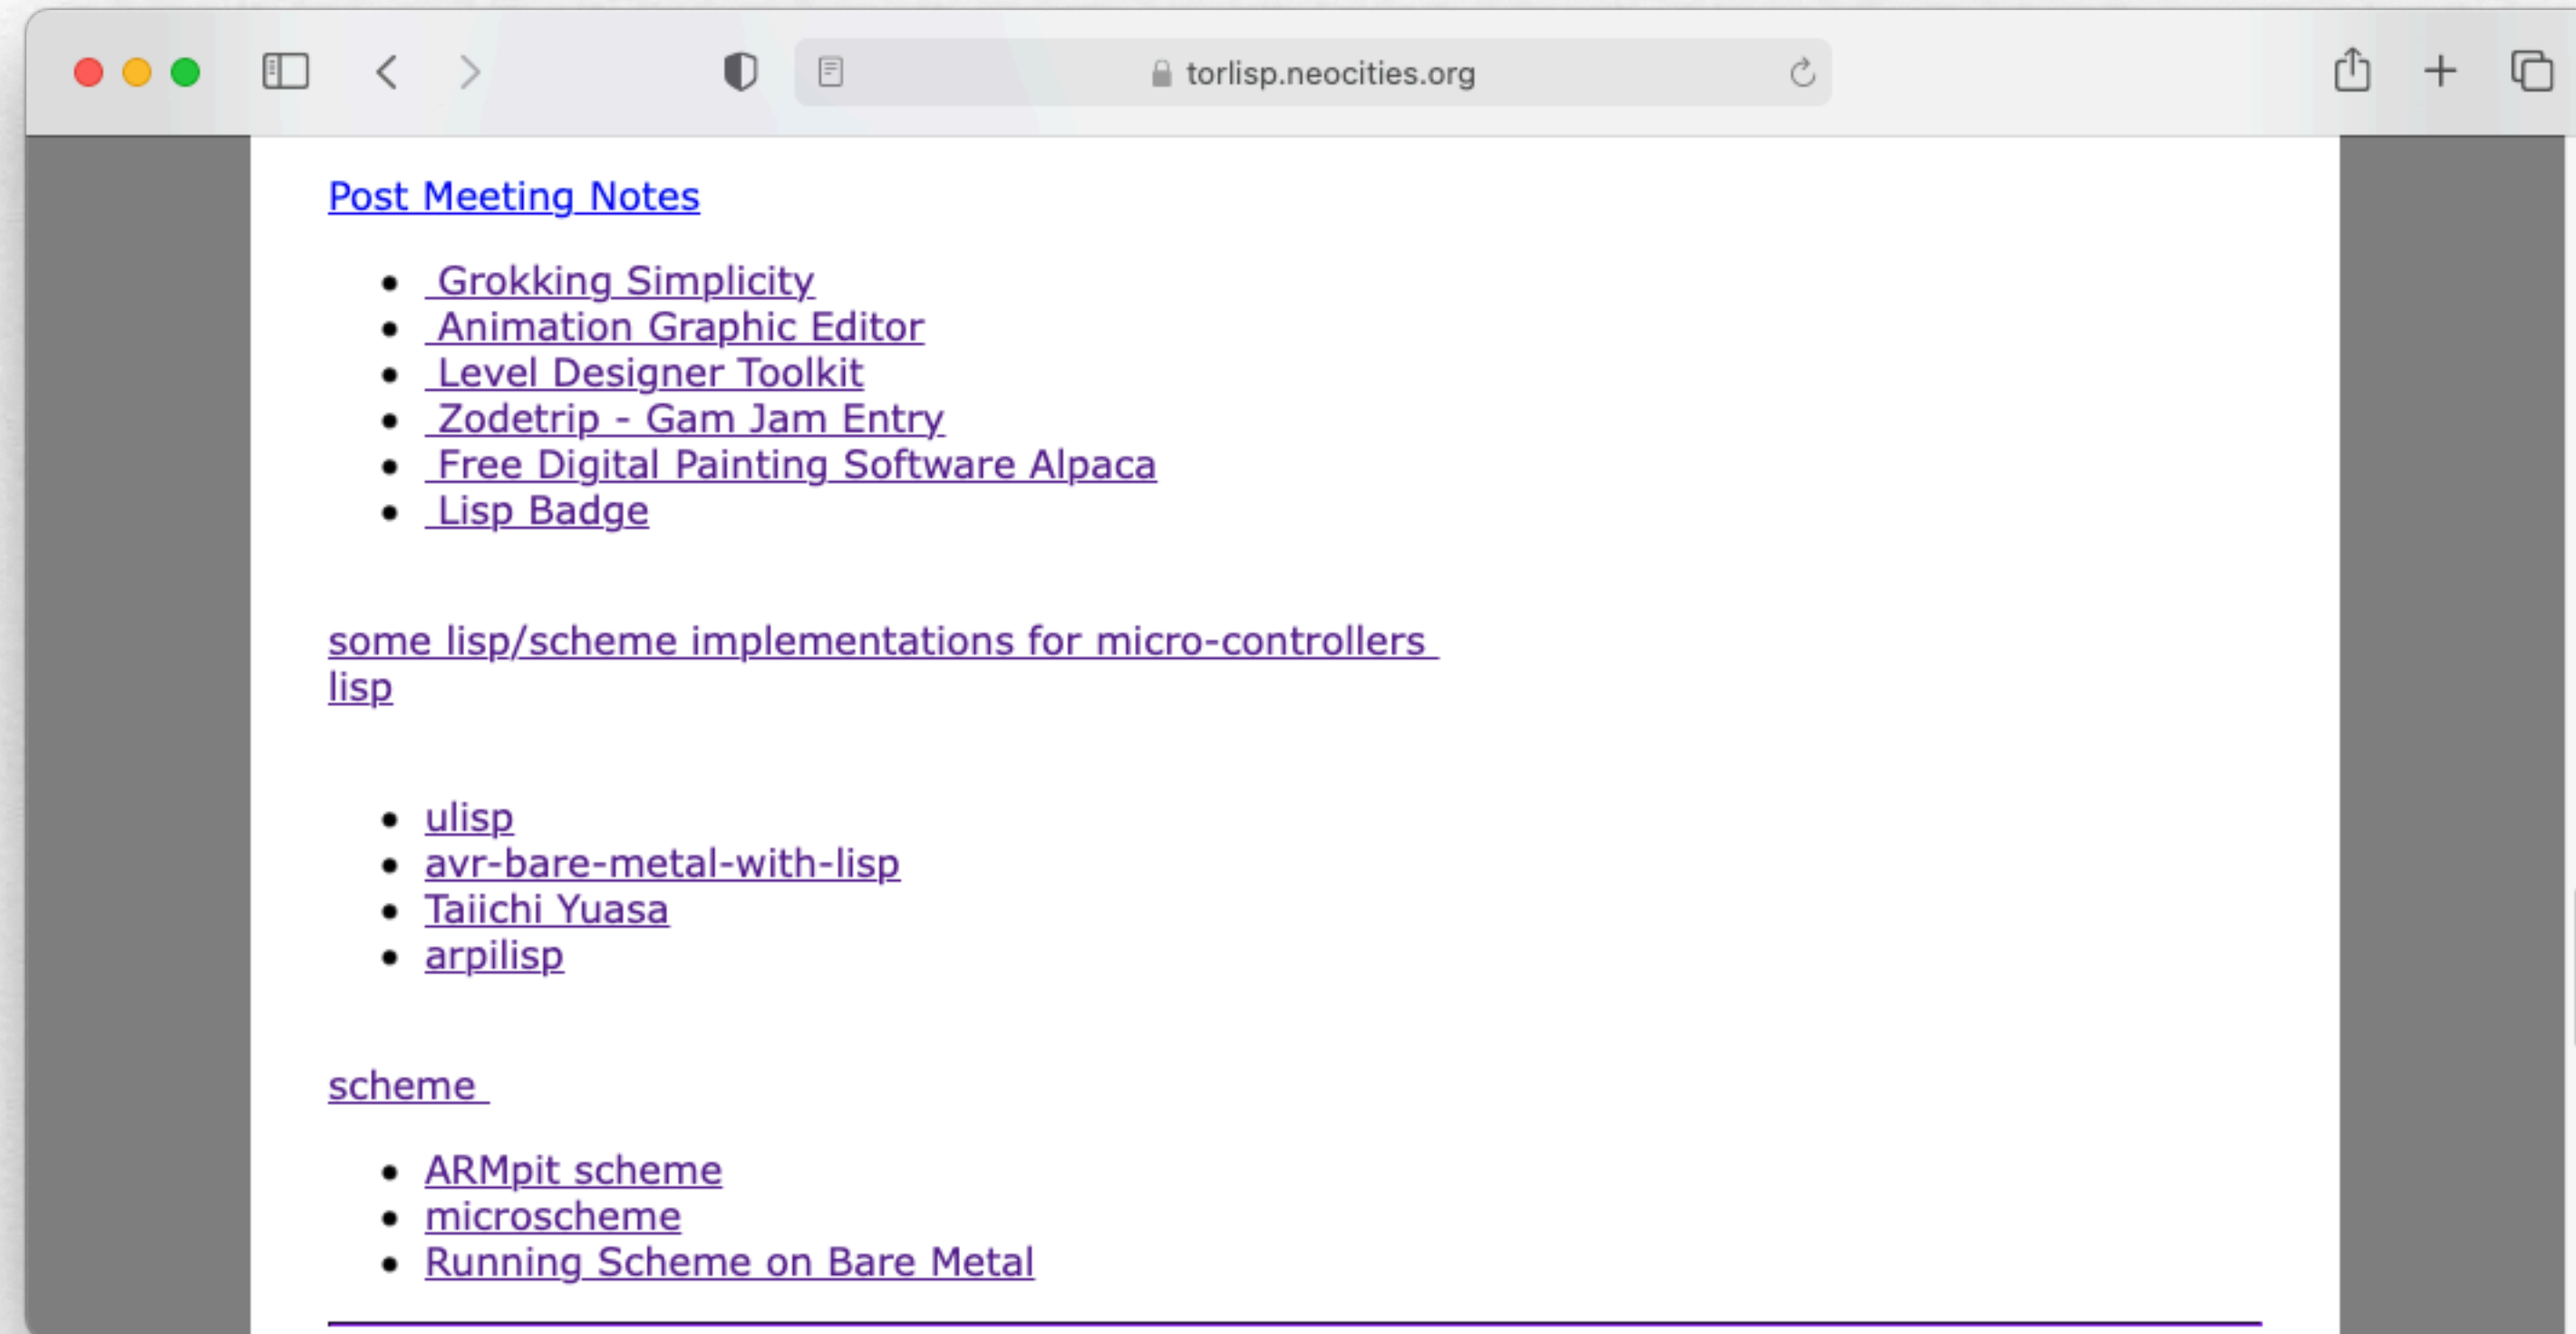 torlisp.neocities.org
Post Meeting Notes
Grokking Simplicity
Animation Graphic Editor
Level Designer Toolkit
Zodetrip - Gam Jam Entry
Free Digital Painting Software Alpaca
Lisp Badge
some lisp/scheme implementations for micro-controllers
lisp
ulisp
avr-bare-metal-with-lisp
Taiichi Yuasa
arpilisp
scheme
ARMpit scheme
microscheme
Running Scheme on Bare Metal